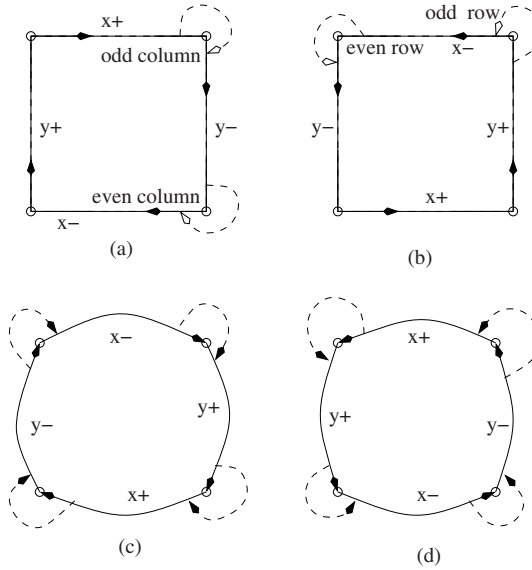 x+
odd column
y+
y−
even column
x−
(a)
odd row
even row
x−
y−
y+
x+
(b)
x−
y+
y−
x+
(c)
x+
y+
y−
x−
(d)